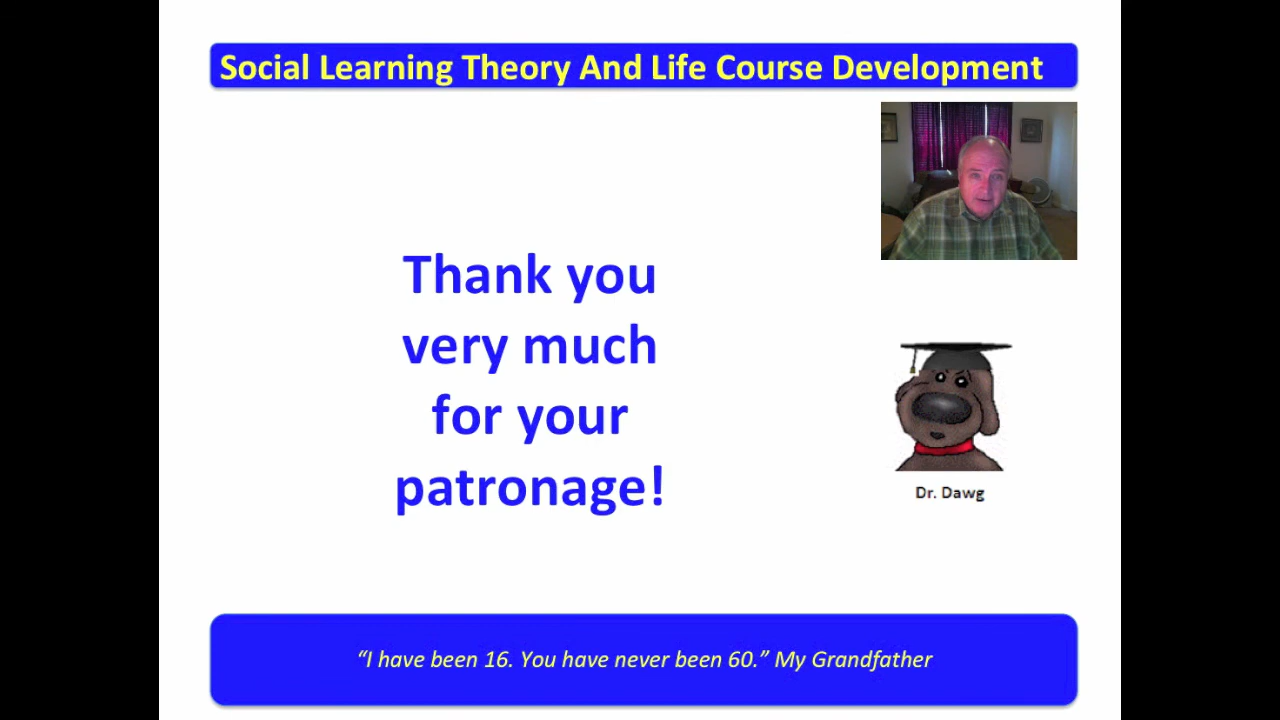 Social Learning Theory And Life Course Development
Thank you
very much
for your
patronage!
Dr. Dawg
“I have been 16. You have never been 60.” My Grandfather